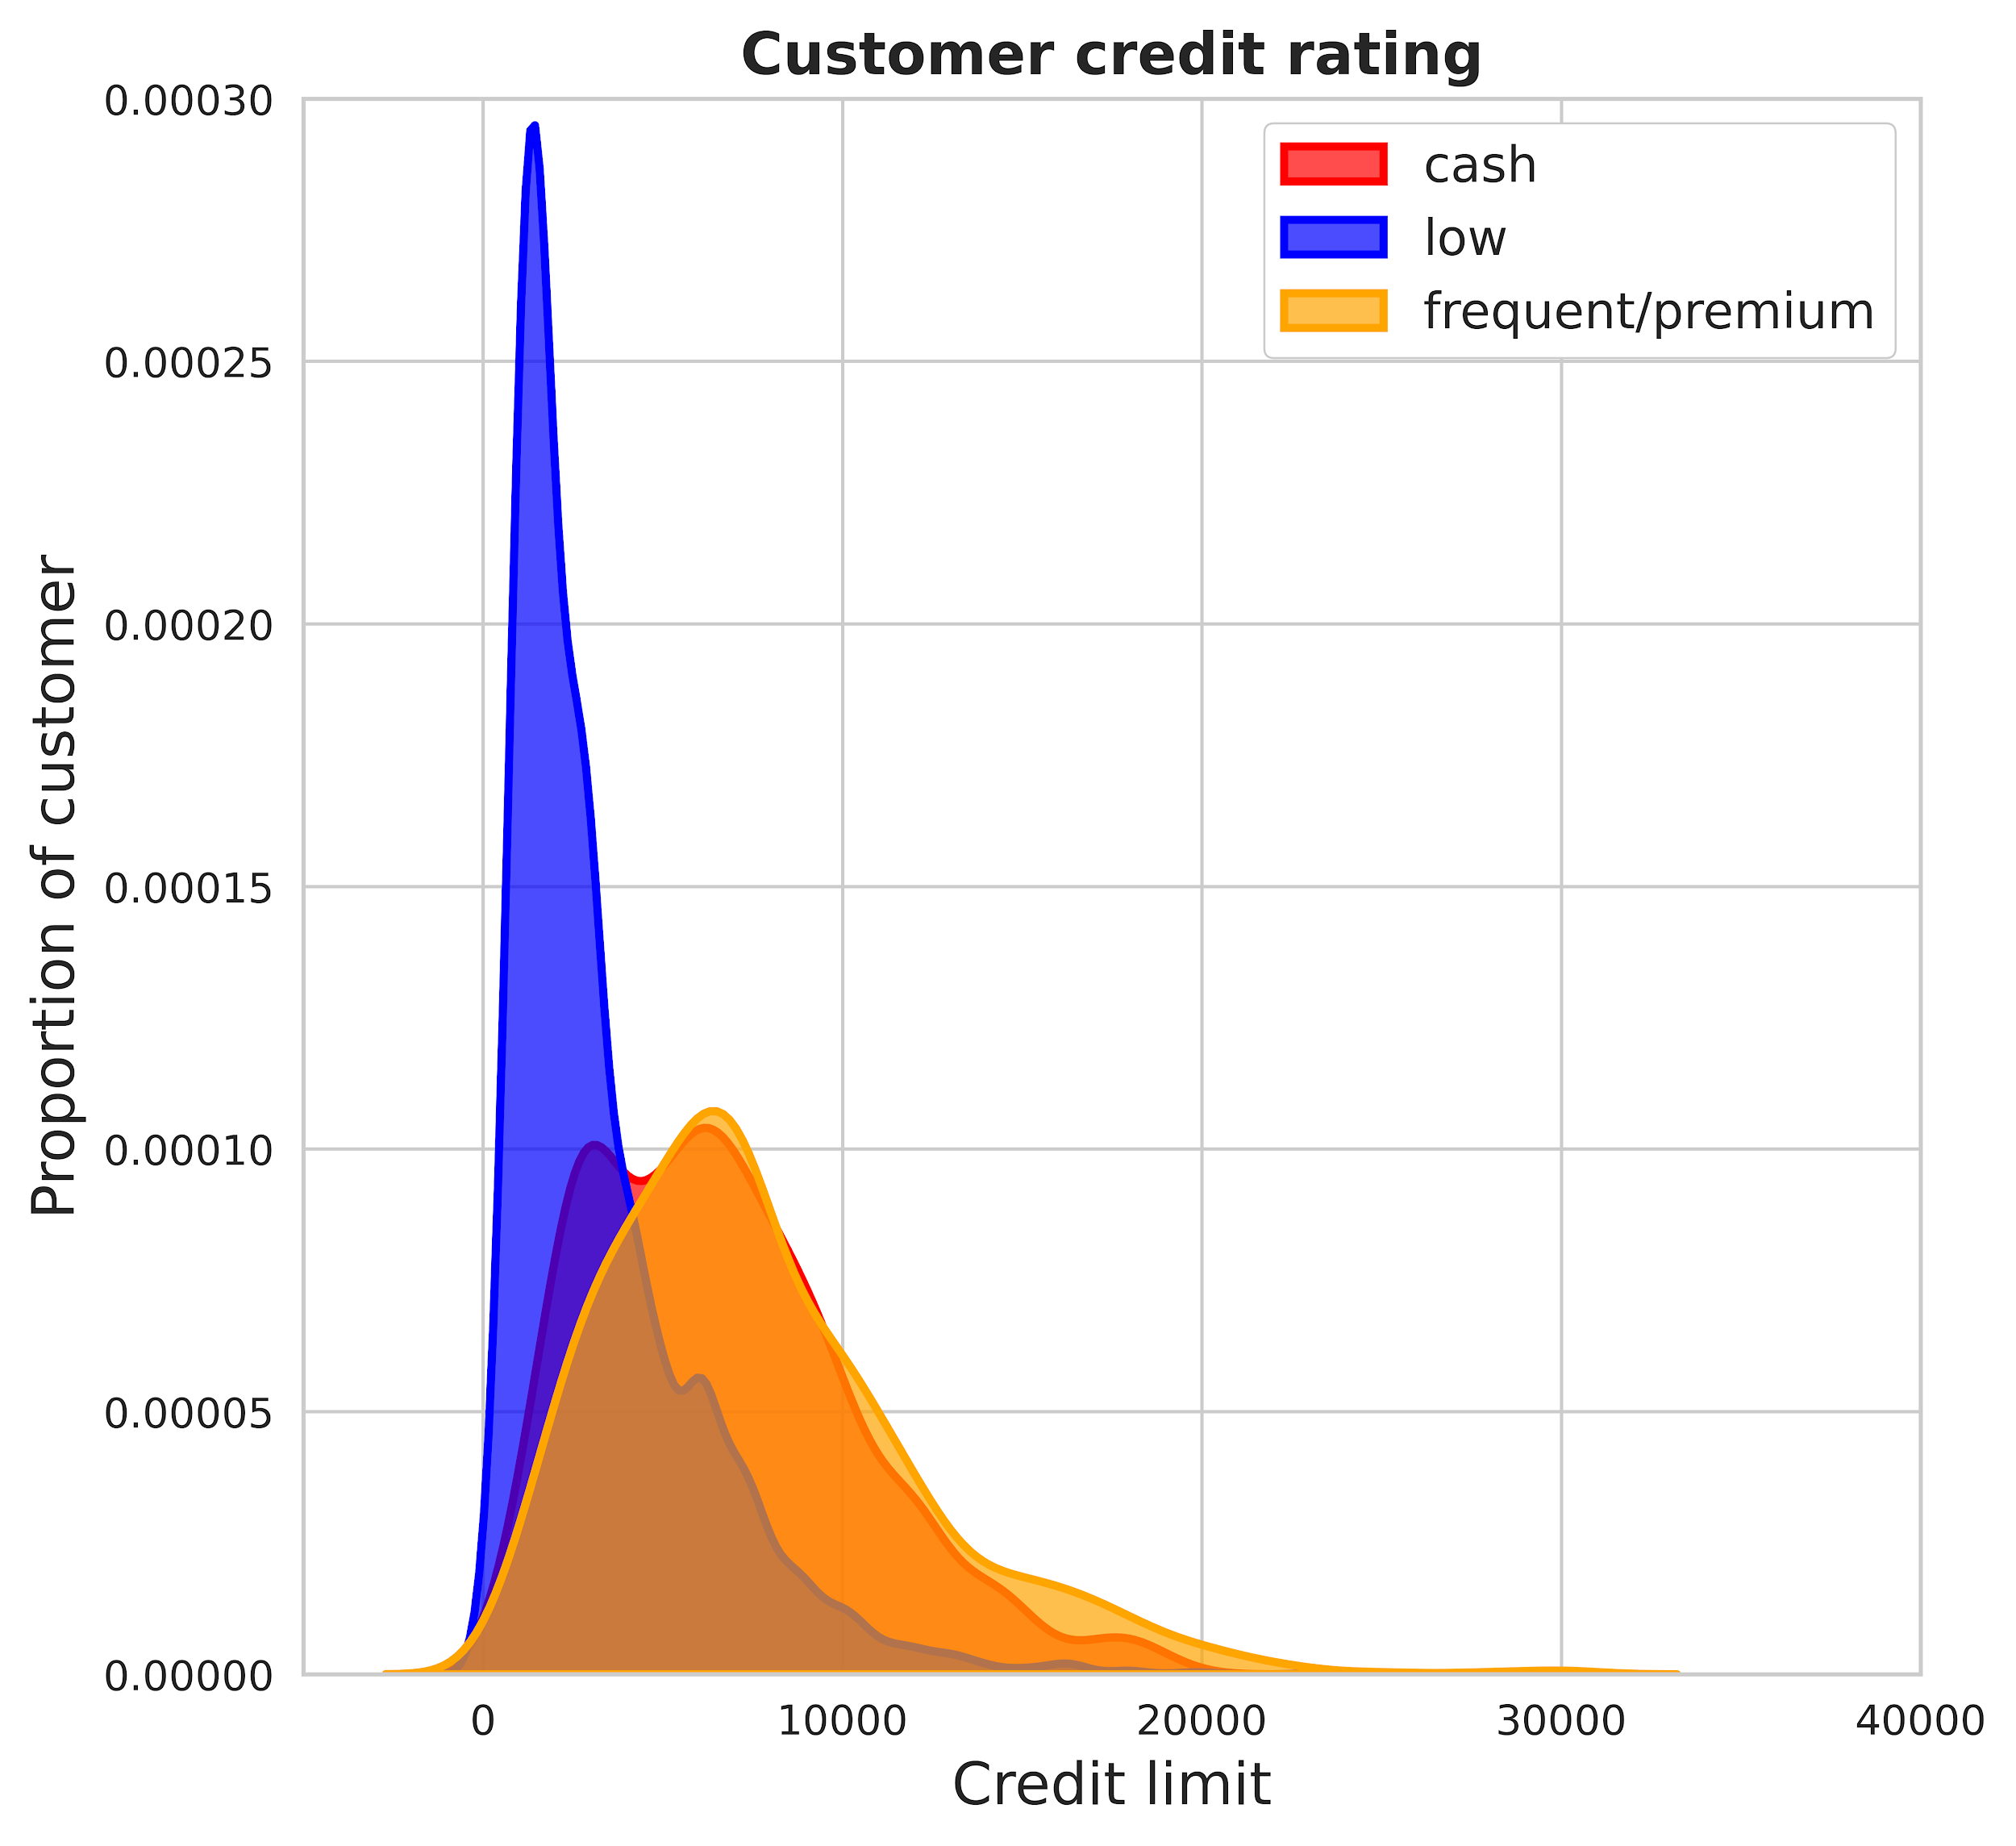 Customer credit rating
0.00030
0.00025
0.00020
0.00015
0.00010
0.00005
0.00000
Proportion of customer
cash
low
frequent/premium
0 10000 20000 30000 40000
Credit limit